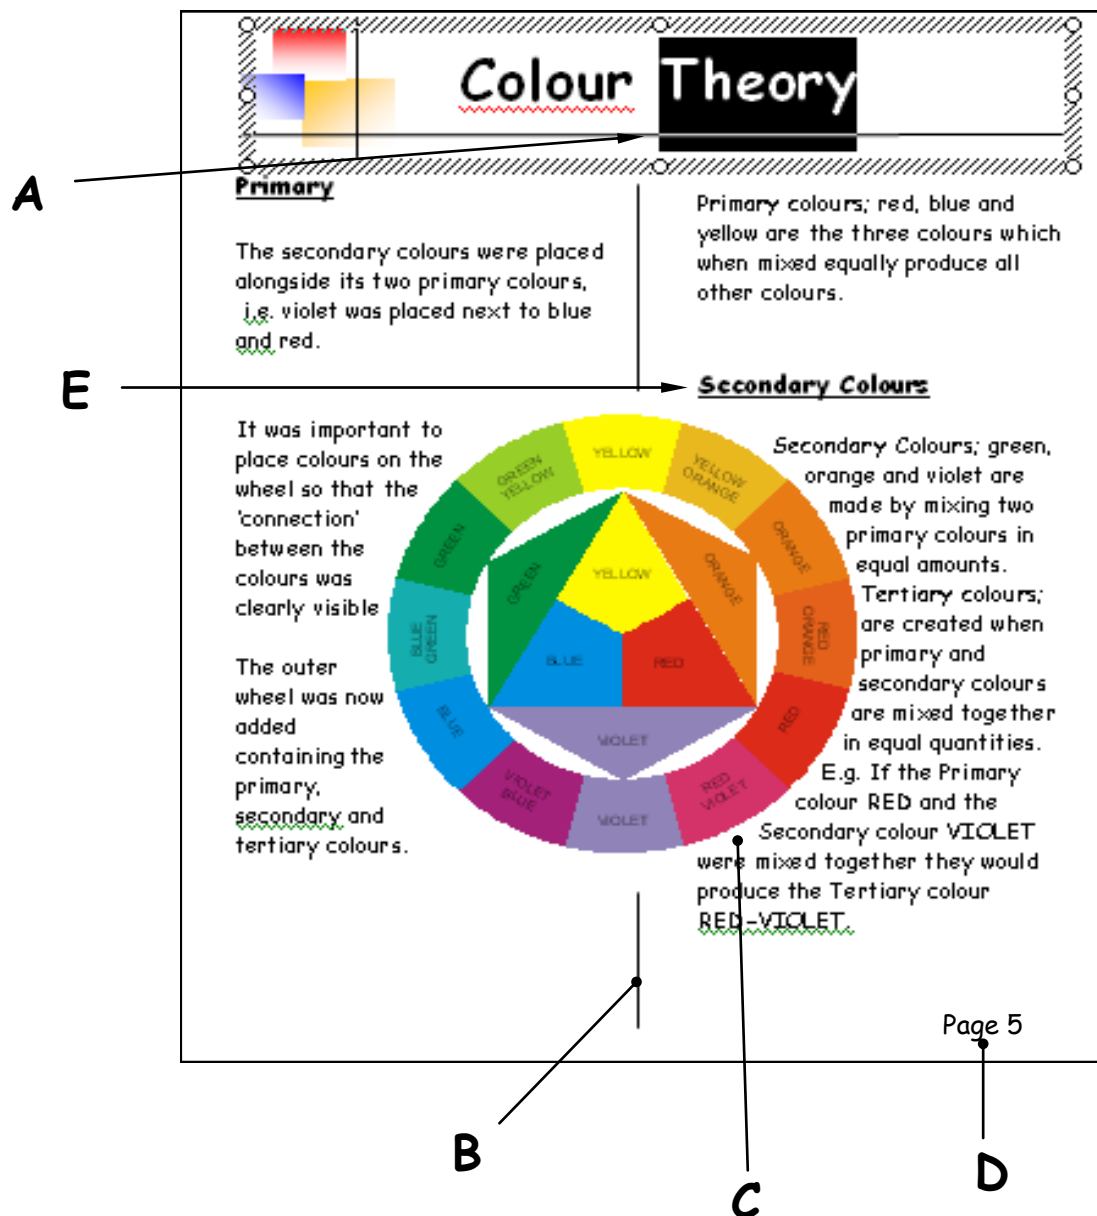 Colour Theory
A
Primary
The secondary colours were placed
alongside its two primary colours,
i.e. violet was placed next to blue
and red.
Primary colours; red, blue and
yellow are the three colours which
when mixed equally produce all
other colours.
E
Secondary Colours
It was important to
place colours on the
wheel so that the
'connection'
between the
colours was
clearly visible
The outer
wheel was now
added
containing the
primary,
secondary and
tertiary colours.
YELLOW
YELLOW
ORANGE
ORANGE
RED
ORANGE
RED
RED
VIOLET
VIOLET
VIOLET
BLUE
BLUE
BLUE
GREEN
GREEN
GREEN
YELLOW
GREEN
YELLOW
ORANGE
BLUE
RED
VIOLET
Secondary Colours; green,
orange and violet are
made by mixing two
primary colours in
equal amounts.
Tertiary colours;
are created when
primary and
secondary colours
are mixed together
in equal quantities.
E.g. If the Primary
colour RED and the
Secondary colour VIOLET
were mixed together they would
produce the Tertiary colour
RED-VIOLET.
Page 5
B
C
D